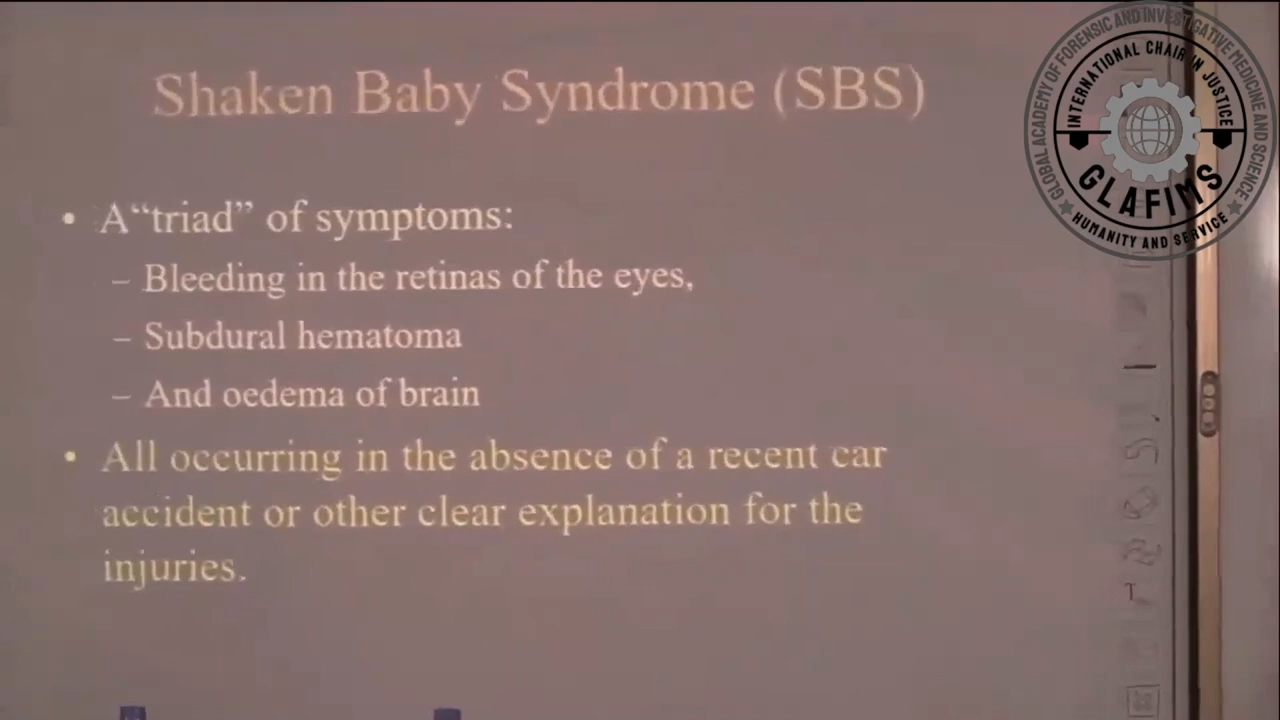 Shaken Baby Syndrome (SBS)
• A“triad” of symptoms:
– Bleeding in the retinas of the eyes,
– Subdural hematoma
– And oedema of brain
• All occurring in the absence of a recent car
accident or other clear explanation for the
injuries.
GLOBAL ACADEMY OF FORENSIC AND INVESTIGATIVE MEDICINE AND SCIENCE
INTERNATIONAL CHAIR IN JUSTICE
GLAFIMS
HUMANITY AND SERVICE